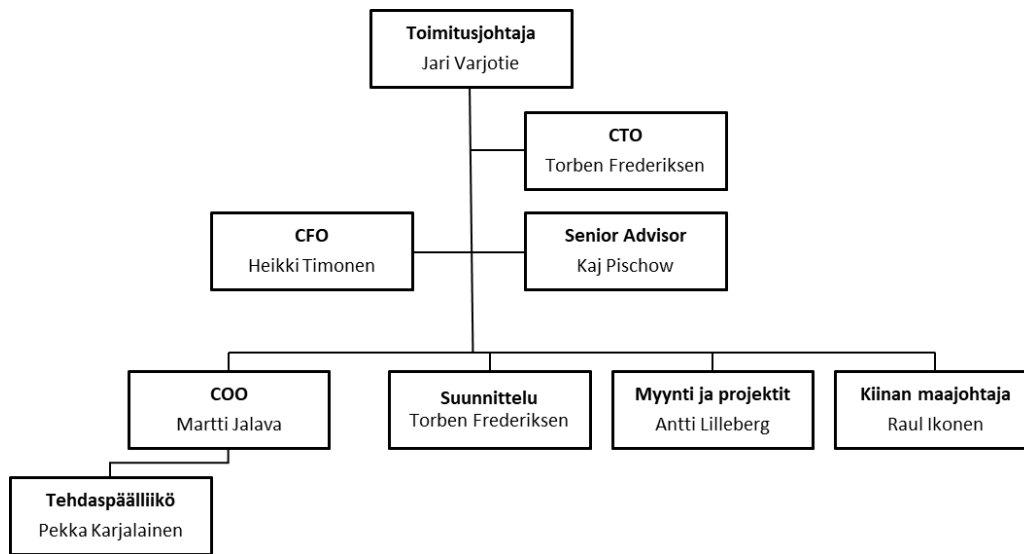 Toimitusjohtaja
Jari Varjotie
CTO
Torben Frederiksen
CFO
Heikki Timonen
Senior Advisor
Kaj Pischow
COO
Martti Jalava
Suunnittelu
Torben Frederiksen
Myynti ja projektit
Antti Lilleberg
Kiinan maajohtaja
Raul Ikonen
Tehdaspäälliikö
Pekka Karjalainen